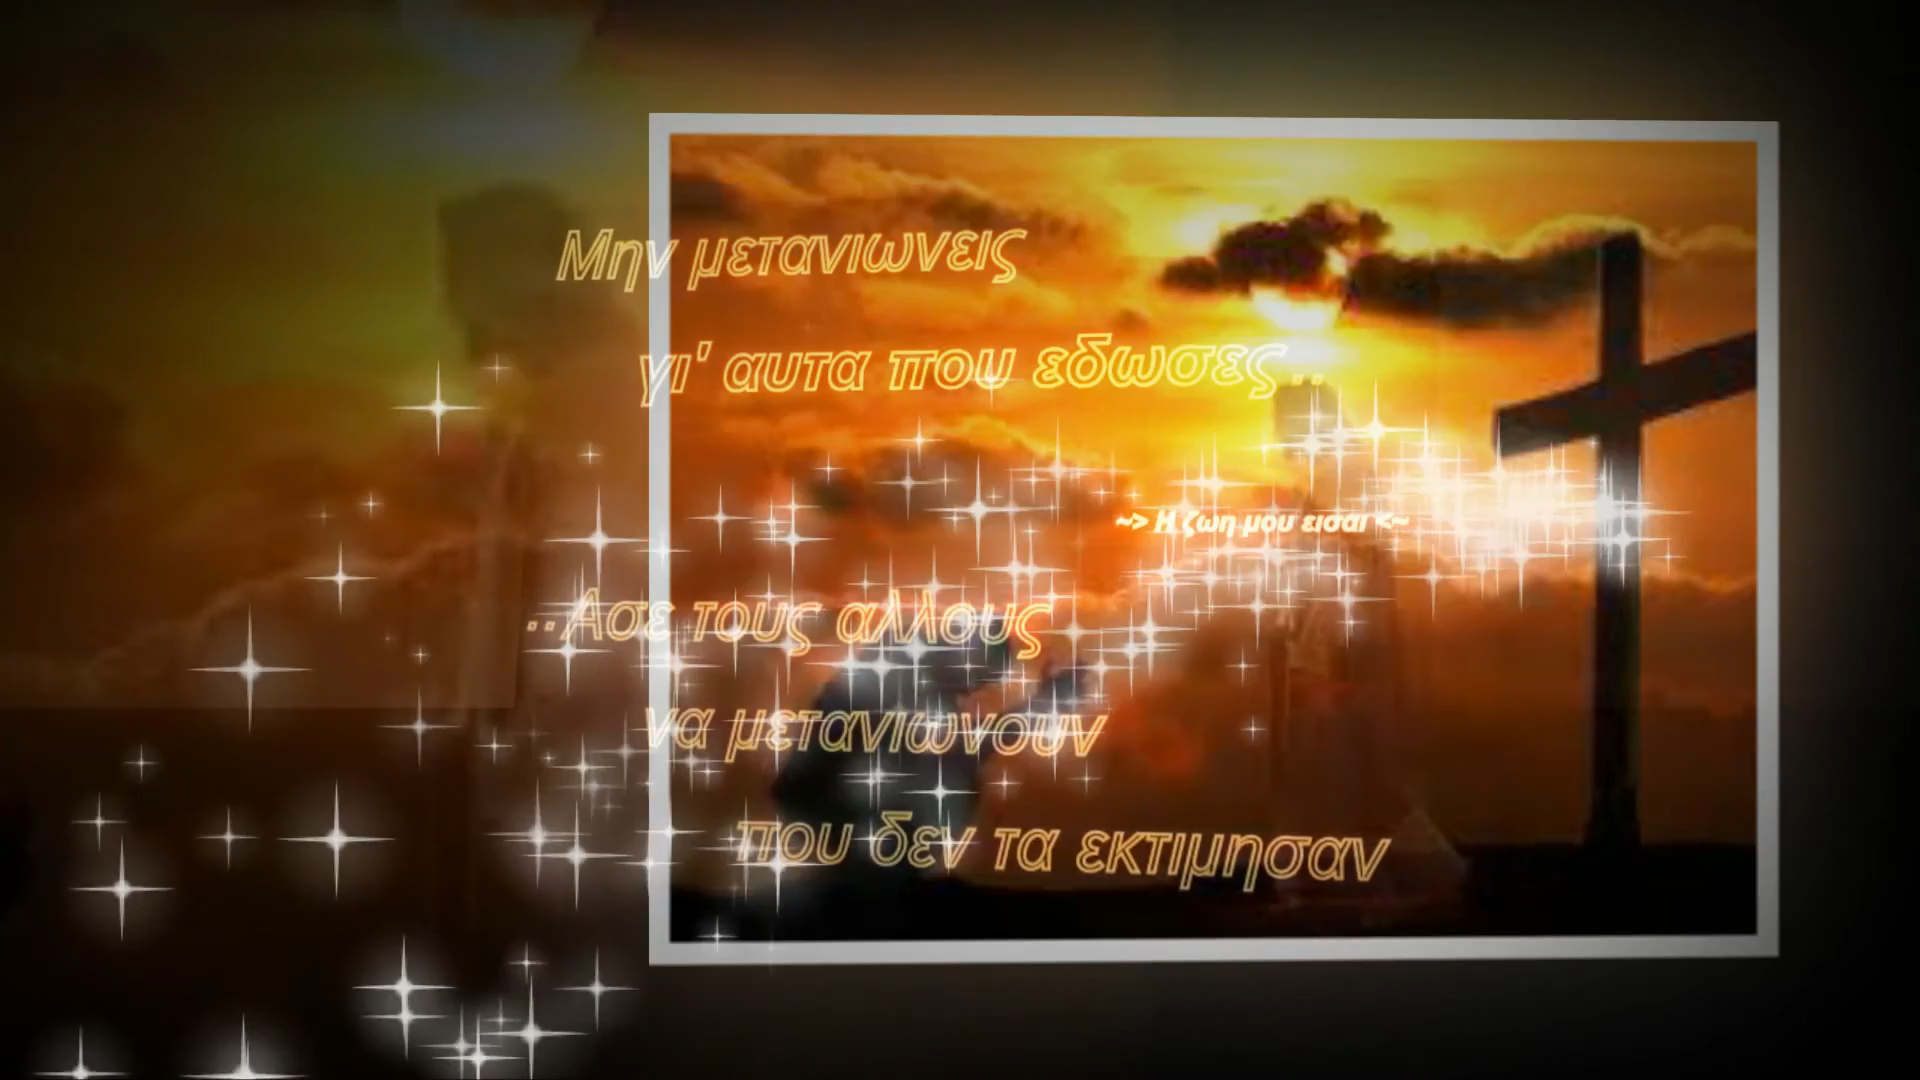 Μην μετανιωνεις
γι' αυτα που εδωσες..
~> Η ζωη μου εισαι <~
..Ασε τους αλλους
να μετανιωνουν
που δεν τα εκτιμησαν